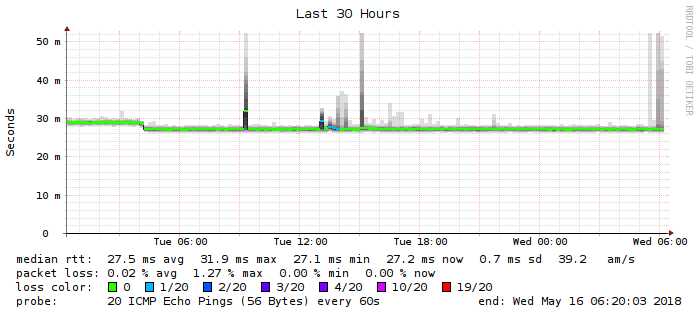 Last 30 Hours
RRDTOOL / TOBI OETIKER
Seconds
50 m
40 m
30 m
20 m
10 m
0
Tue 06:00 Tue 12:00 Tue 18:00 Wed 00:00 Wed 06:00
median rtt: 27.5 ms avg 31.9 ms max 27.1 ms min 27.2 ms now 0.7 ms sd 39.2 am/s
packet loss: 0.02 % avg 1.27 % max 0.00 % min 0.00 % now
loss color: 0 1/20 2/20 3/20 4/20 10/20 19/20
probe: 20 ICMP Echo Pings (56 Bytes) every 60s end: Wed May 16 06:20:03 2018